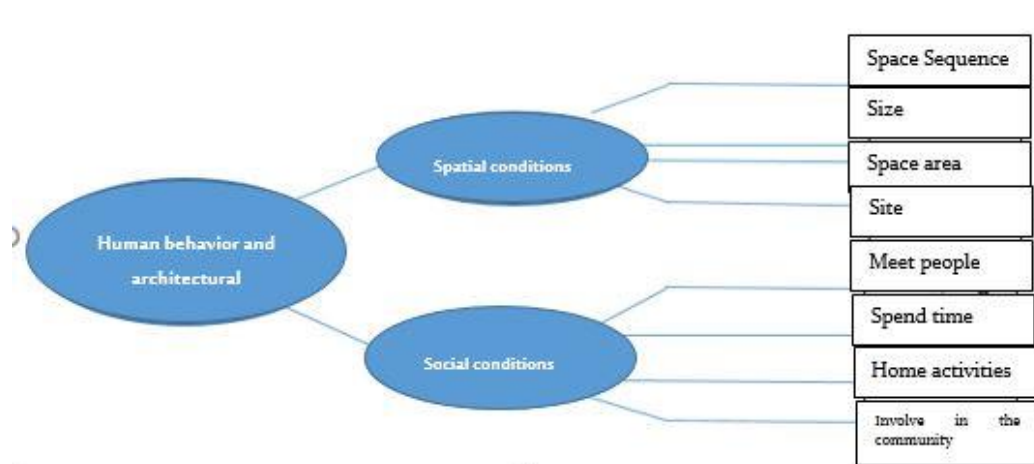 Space Sequence
Size
Spatial conditions
Space area
Site
Human behavior and
architectural
Meet people
Spend time
Social conditions
Home activities
Involve in the
community